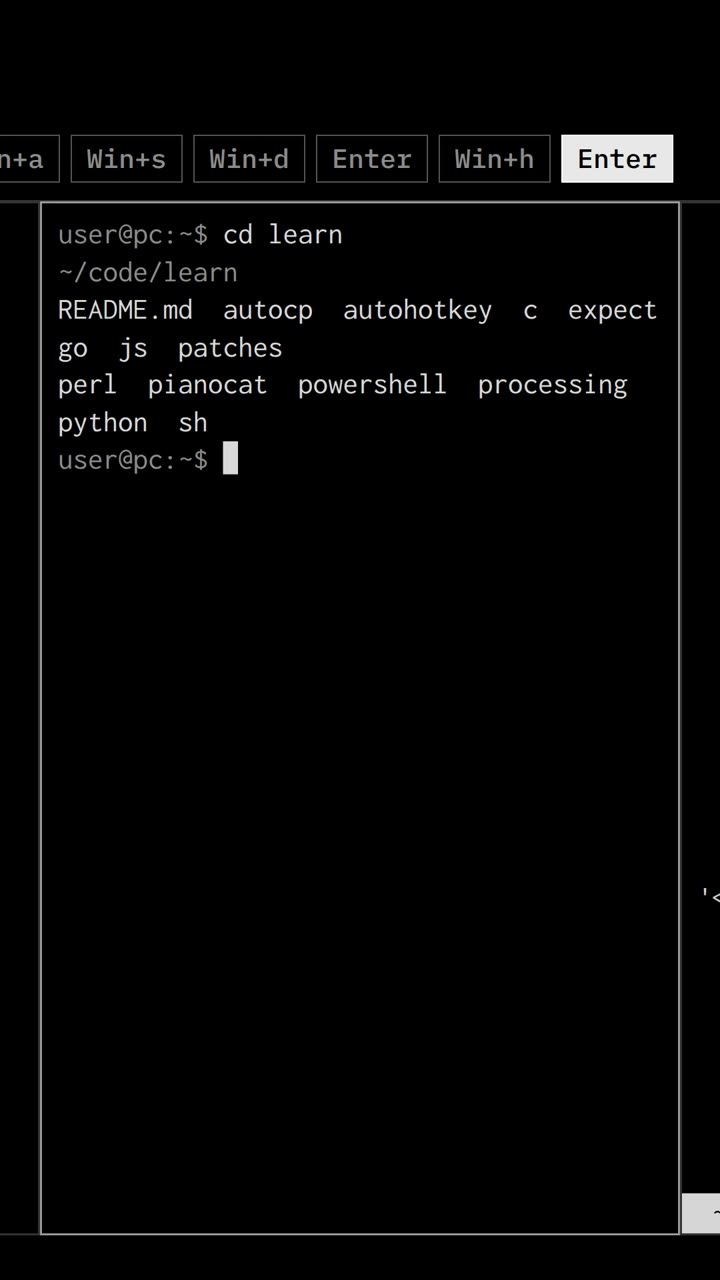 n+a Win+s Win+d Enter Win+h Enter
user@pc:~$ cd learn
~/code/learn
README.md autocp autohotkey c expect
go js patches
perl pianocat powershell processing
python sh
user@pc:~$
'<
~